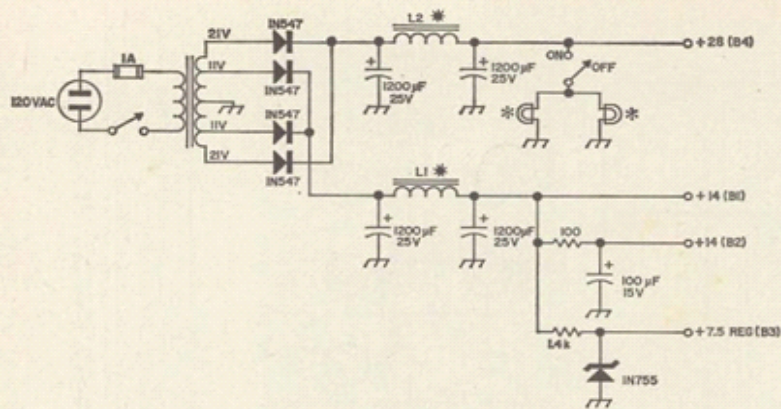 1A
120VAC
21V
IN547
11V
IN547
11V
IN547
21V
IN547
L2 *
1200µF
25V
1200µF
25V
ONO
OFF
*
*
+28 (B4)
L1 *
1200µF
25V
1200µF
25V
+14 (B1)
100
+14 (B2)
100µF
15V
1.4k
+7.5 REG (B3)
IN755